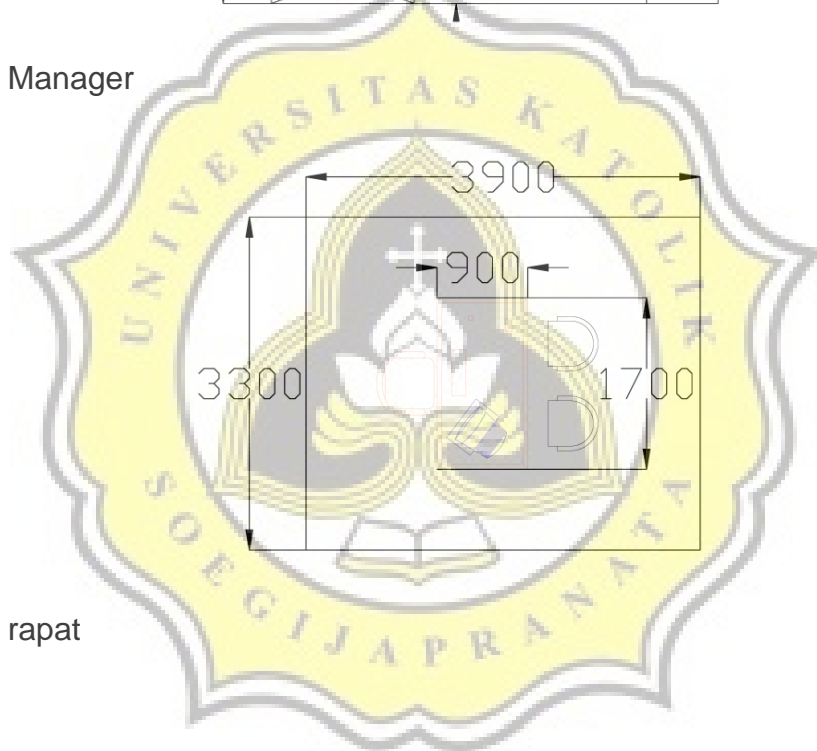 Manager
UNIVERSITAS KATOLIK
3900
900
3300
1700
SOEGIJAPRANATA
rapat